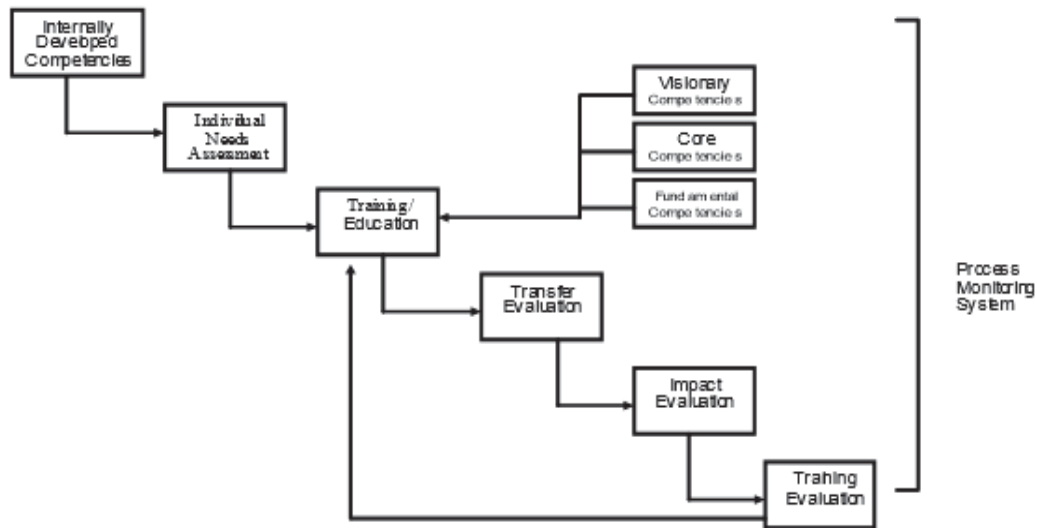 Internally
Developed
Competencies
Individual
Needs
Assessment
Training/
Education
Visionary
Competencies
Core
Competencies
Fundamental
Competencies
Transfer
Evaluation
Impact
Evaluation
Training
Evaluation
Process
Monitoring
System